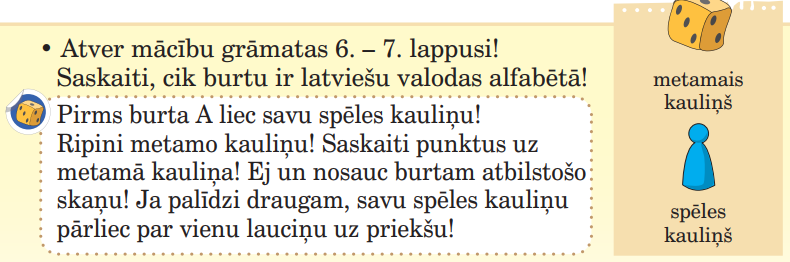 • Atver mācību grāmatas 6. – 7. lappusi!
Saskaiti, cik burtu ir latviešu valodas alfabētā!
Pirms burta A liec savu spēles kauliņu!
Ripini metamo kauliņu! Saskaiti punktus uz
metamā kauliņa! Ej un nosauc burtam atbilstošo
skaņu! Ja palīdzi draugam, savu spēles kauliņu
pārliec par vienu lauciņu uz priekšu!
metamais
kauliņš
spēles
kauliņš